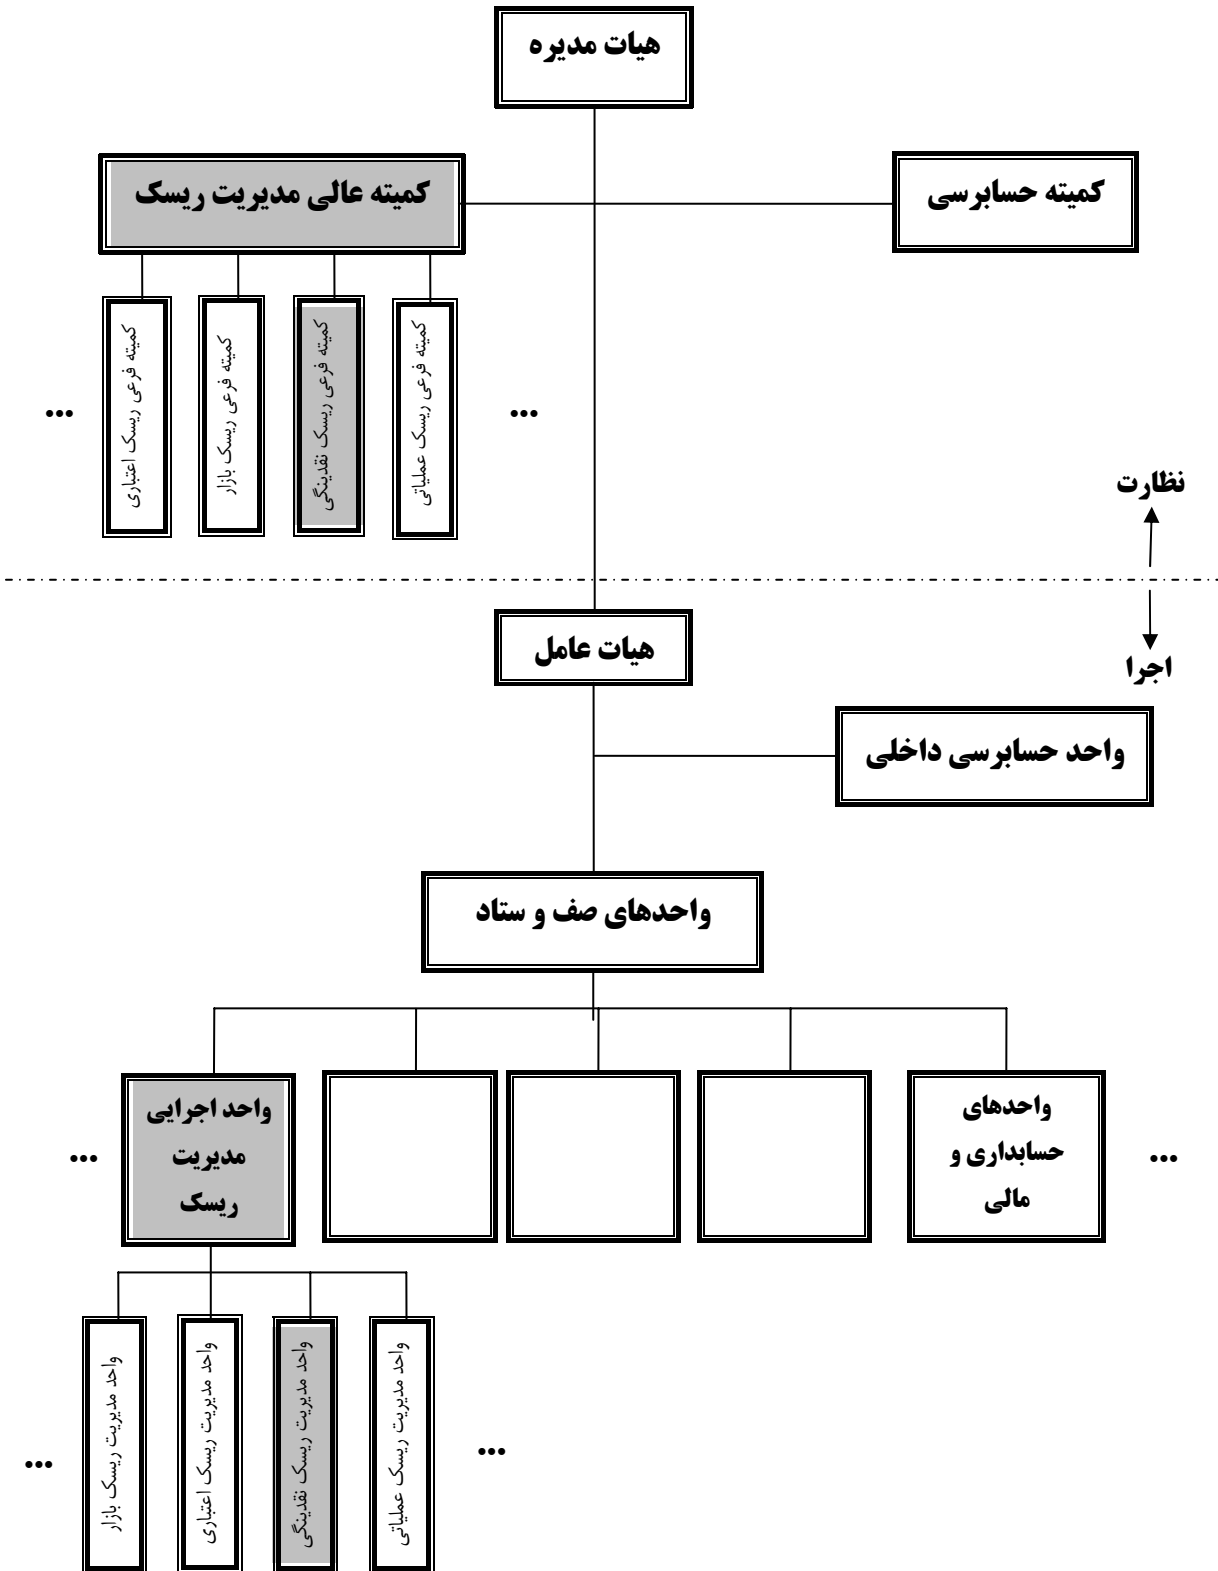 هیات مدیره
کمیته حسابرسی
کمیته عالی مدیریت ریسک
کمیته فرعی ریسک عملیاتی
کمیته فرعی ریسک نقدینگی
کمیته فرعی ریسک بازار
کمیته فرعی ریسک اعتباری
...
...
نظارت
اجرا
هیات عامل
واحد حسابرسی داخلی
واحدهای صف و ستاد
...
واحدهای
حسابداری و
مالی
واحد اجرایی
مدیریت
ریسک
...
...
واحد مدیریت ریسک عملیاتی
واحد مدیریت ریسک نقدینگی
واحد مدیریت ریسک اعتباری
واحد مدیریت ریسک بازار
...